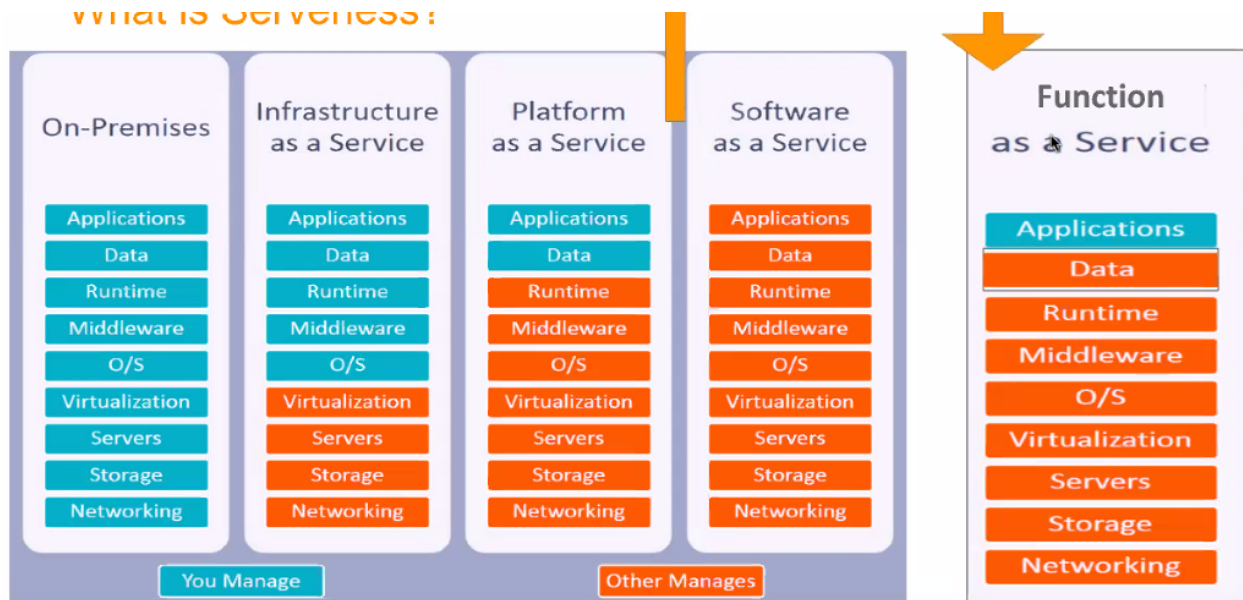 What is Serverless?
On-Premises
Applications
Data
Runtime
Middleware
O/S
Virtualization
Servers
Storage
Networking
Infrastructure
as a Service
Applications
Data
Runtime
Middleware
O/S
Virtualization
Servers
Storage
Networking
Platform
as a Service
Applications
Data
Runtime
Middleware
O/S
Virtualization
Servers
Storage
Networking
Software
as a Service
Applications
Data
Runtime
Middleware
O/S
Virtualization
Servers
Storage
Networking
You Manage
Other Manages
Function
as a Service
Applications
Data
Runtime
Middleware
O/S
Virtualization
Servers
Storage
Networking